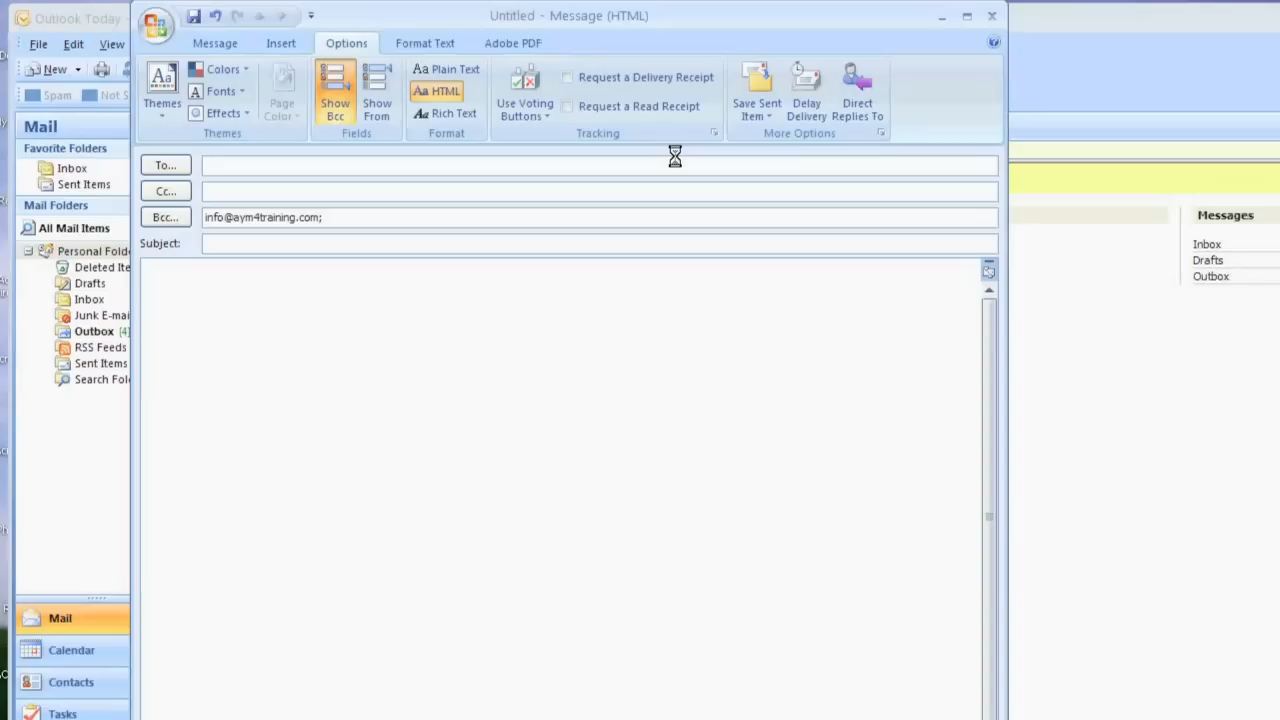 Outlook Today
Untitled - Message (HTML)
File Edit View
Message Insert Options Format Text Adobe PDF
New
Spam Not S
Themes
Colors
Fonts
Effects
Page
Color
Themes
Show
Bcc
Show
From
Fields
Aa Plain Text
Aa HTML
Aa Rich Text
Format
Use Voting
Buttons
Request a Delivery Receipt
Request a Read Receipt
Tracking
Save Sent
Item
Delay
Delivery
Direct
Replies To
More Options
Mail
Favorite Folders
Inbox
Sent Items
Mail Folders
All Mail Items
Personal Folde
Deleted Ite
Drafts
Inbox
Junk E-mai
Outbox [4]
RSS Feeds
Sent Items
Search Fol
Mail
Calendar
Contacts
Tasks
To...
Cc...
Bcc... info@aym4training.com;
Subject:
Messages
Inbox
Drafts
Outbox